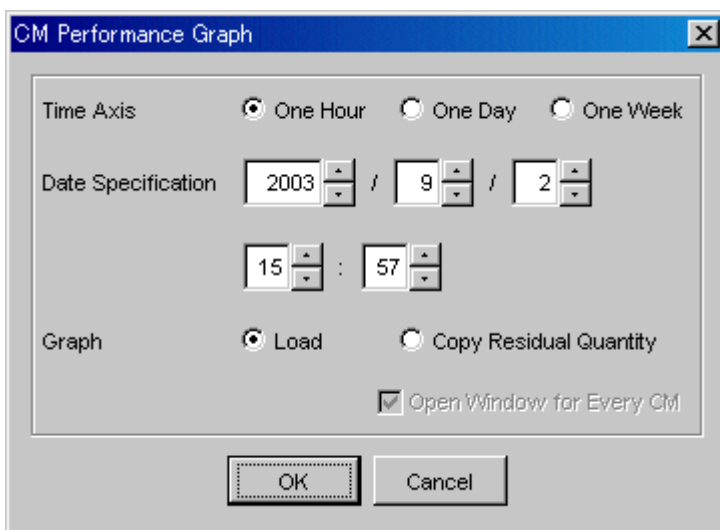 CM Performance Graph
Time Axis One Hour One Day One Week
Date Specification 2003 / 9 / 2
15 : 57
Graph Load Copy Residual Quantity
Open Window for Every CM
OK Cancel